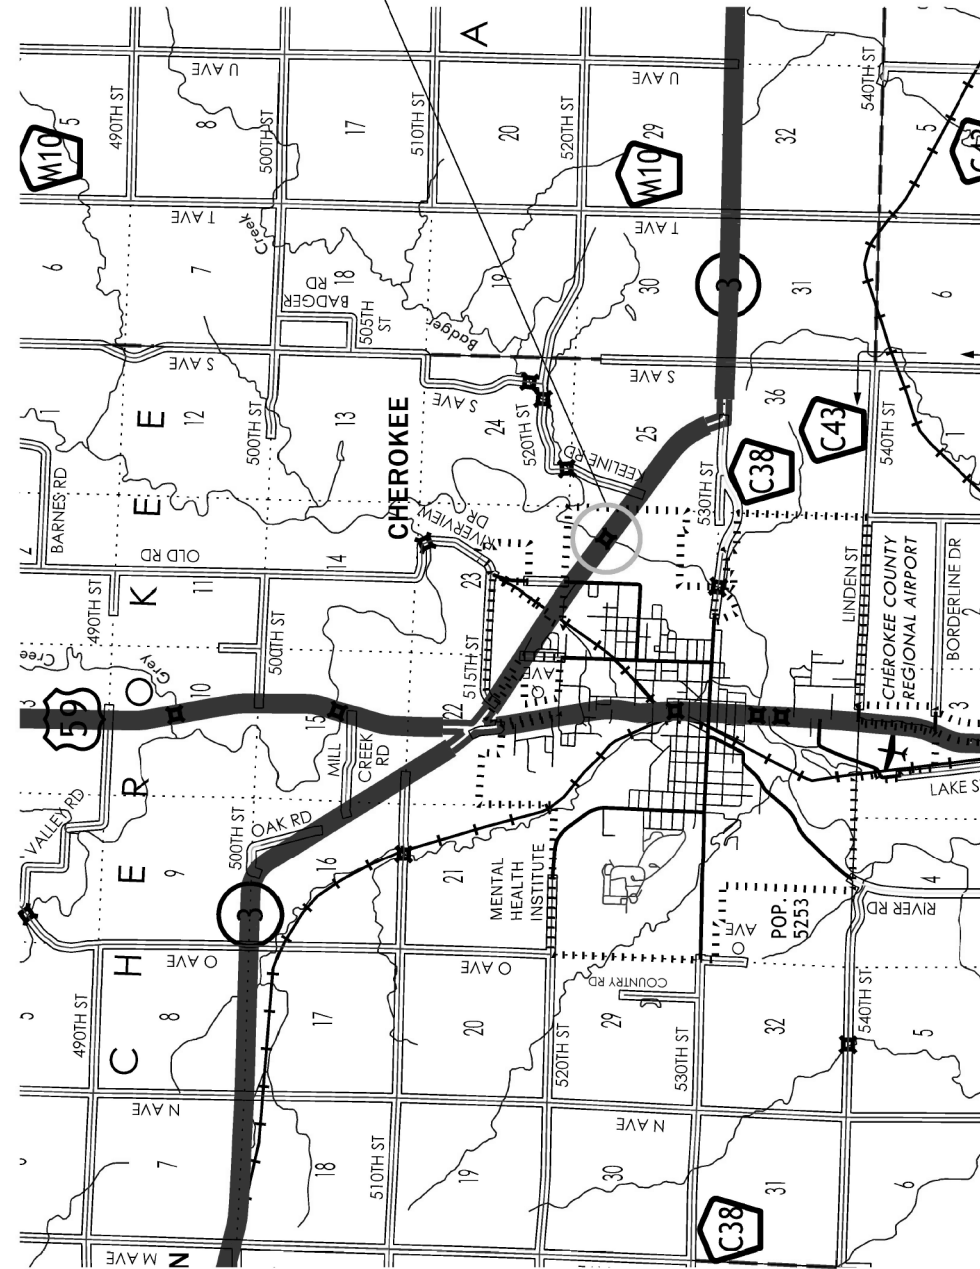 A
U AVE
U AVE
5
490TH ST
8
500TH ST
17
510TH ST
20
520TH ST
29
32
540TH ST
5
M10
M10
T AVE
T AVE
Creek
6
7
18
19
30
31
6
BADGER
RD
505TH
ST
Badger
3
S AVE
S AVE
S AVE
1
12
13
24
25
36
1
500TH ST
520TH ST
540TH ST
C43
C38
CHEROKEE
KEELINE RD
530TH ST
BARNES RD
RIVERVIEW
DR
OLD RD
2
11
14
23
2
LINDEN ST
CHEROKEE COUNTY
REGIONAL AIRPORT
BORDERLINE DR
490TH ST
500TH ST
515TH ST
Grey
Q AVE
59
3
10
15
22
3
MILL
CREEK
RD
VALLEY RD
500TH ST
OAK RD
LAKE S
9
16
21
4
MENTAL
HEALTH
INSTITUTE
3
POP.
5253
O AVE
RIVER RD
O AVE
O AVE
COUNTRY RD
490TH ST
8
17
20
29
32
5
520TH ST
530TH ST
540TH ST
N AVE
N AVE
7
18
19
30
31
6
510TH ST
C38
M AVE
N
C H E R O K E E